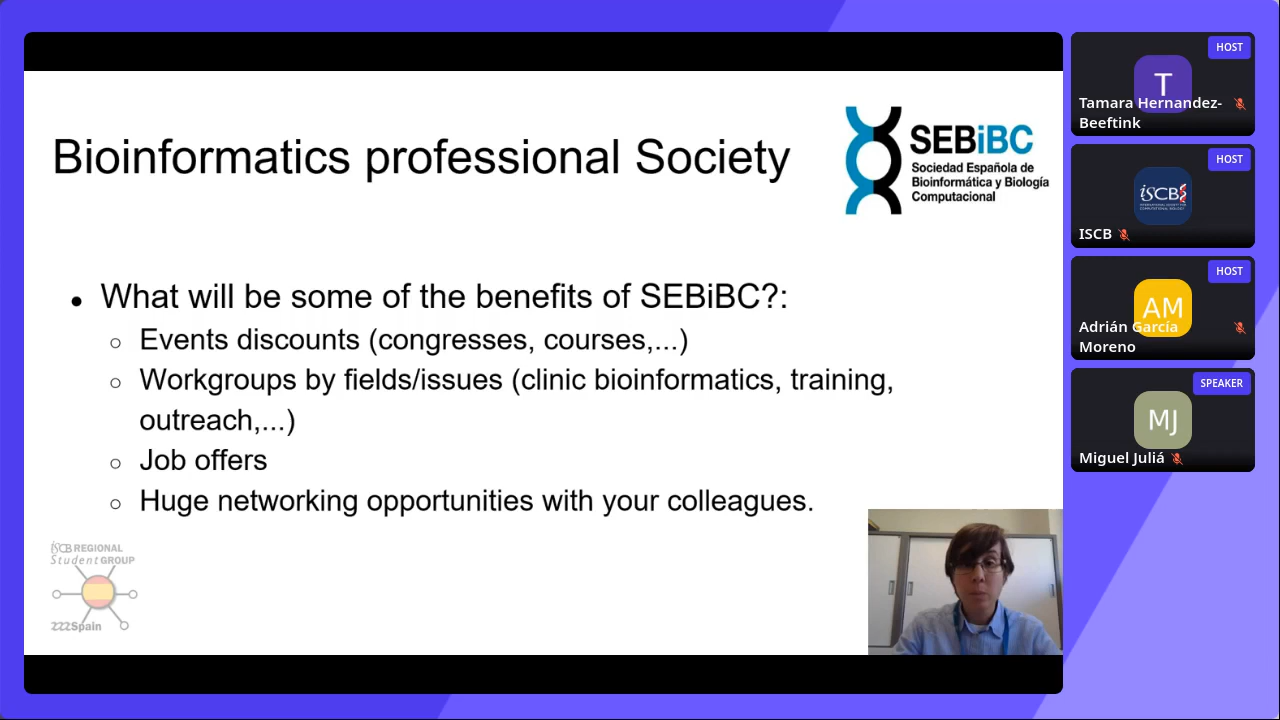 Bioinformatics professional Society
SEBiBC
Sociedad Española de
Bioinformática y Biología
Computacional
● What will be some of the benefits of SEBiBC?:
○ Events discounts (congresses, courses,...)
○ Workgroups by fields/issues (clinic bioinformatics, training,
outreach,...)
○ Job offers
○ Huge networking opportunities with your colleagues.
iSCB REGIONAL
Student GROUP
Spain
HOST
T
Tamara Hernandez-
Beeftink
HOST
iSCB
ISCB
HOST
AM
Adrián García
Moreno
SPEAKER
MJ
Miguel Juliá